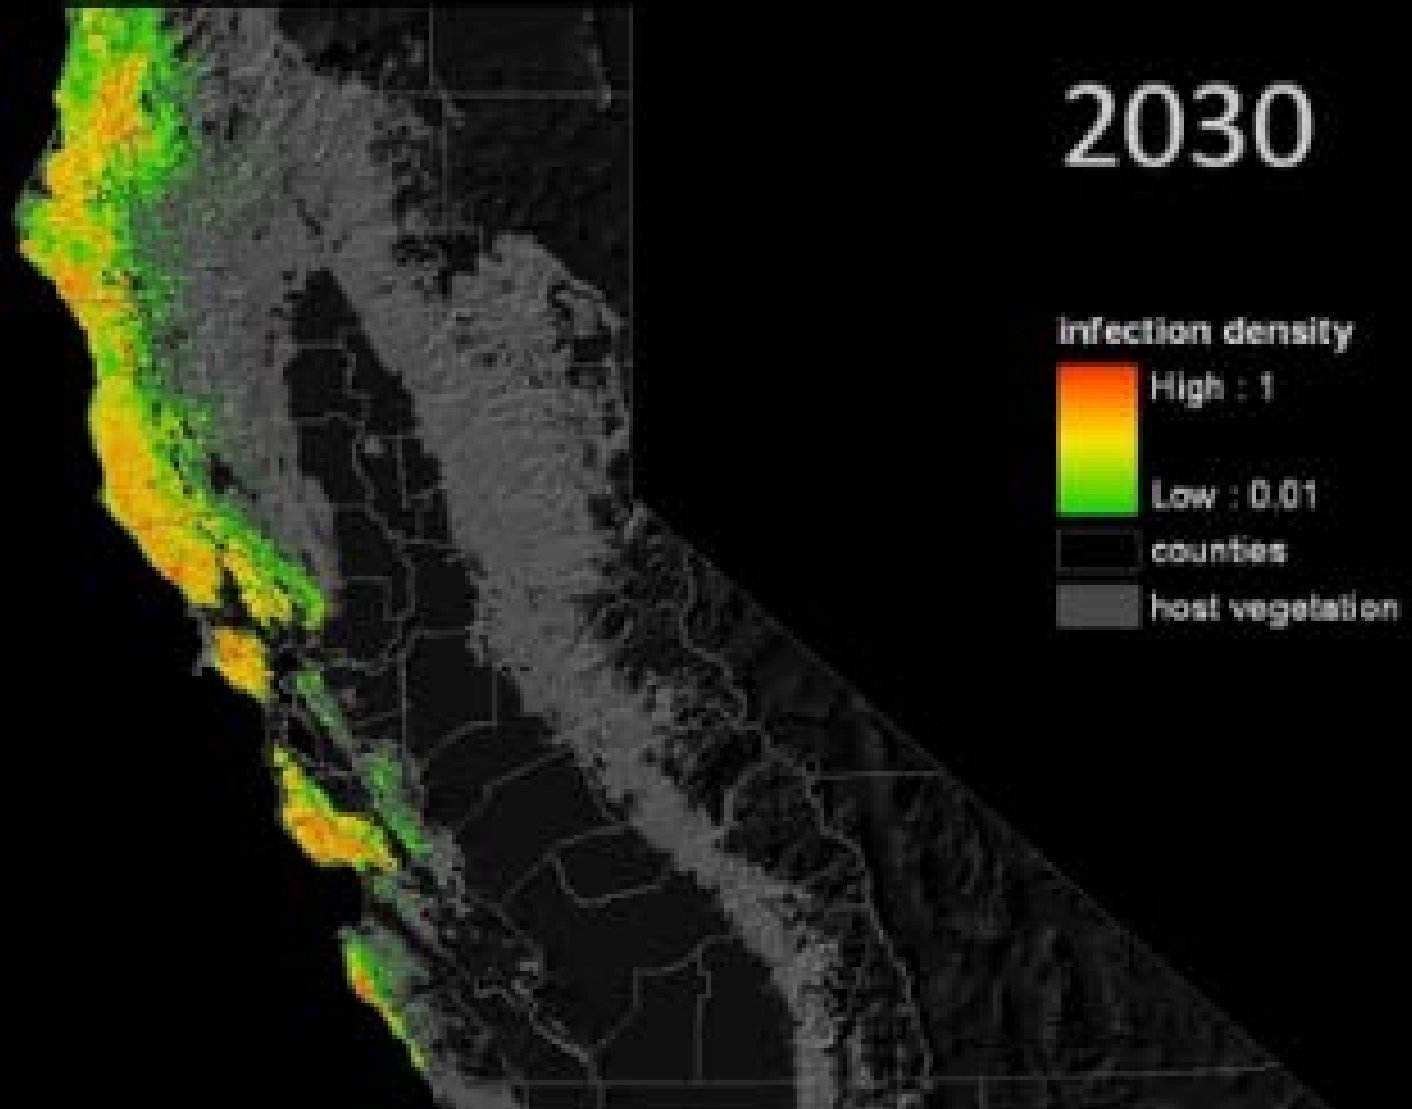 2030
infection density
High : 1
Low : 0.01
counties
host vegetation